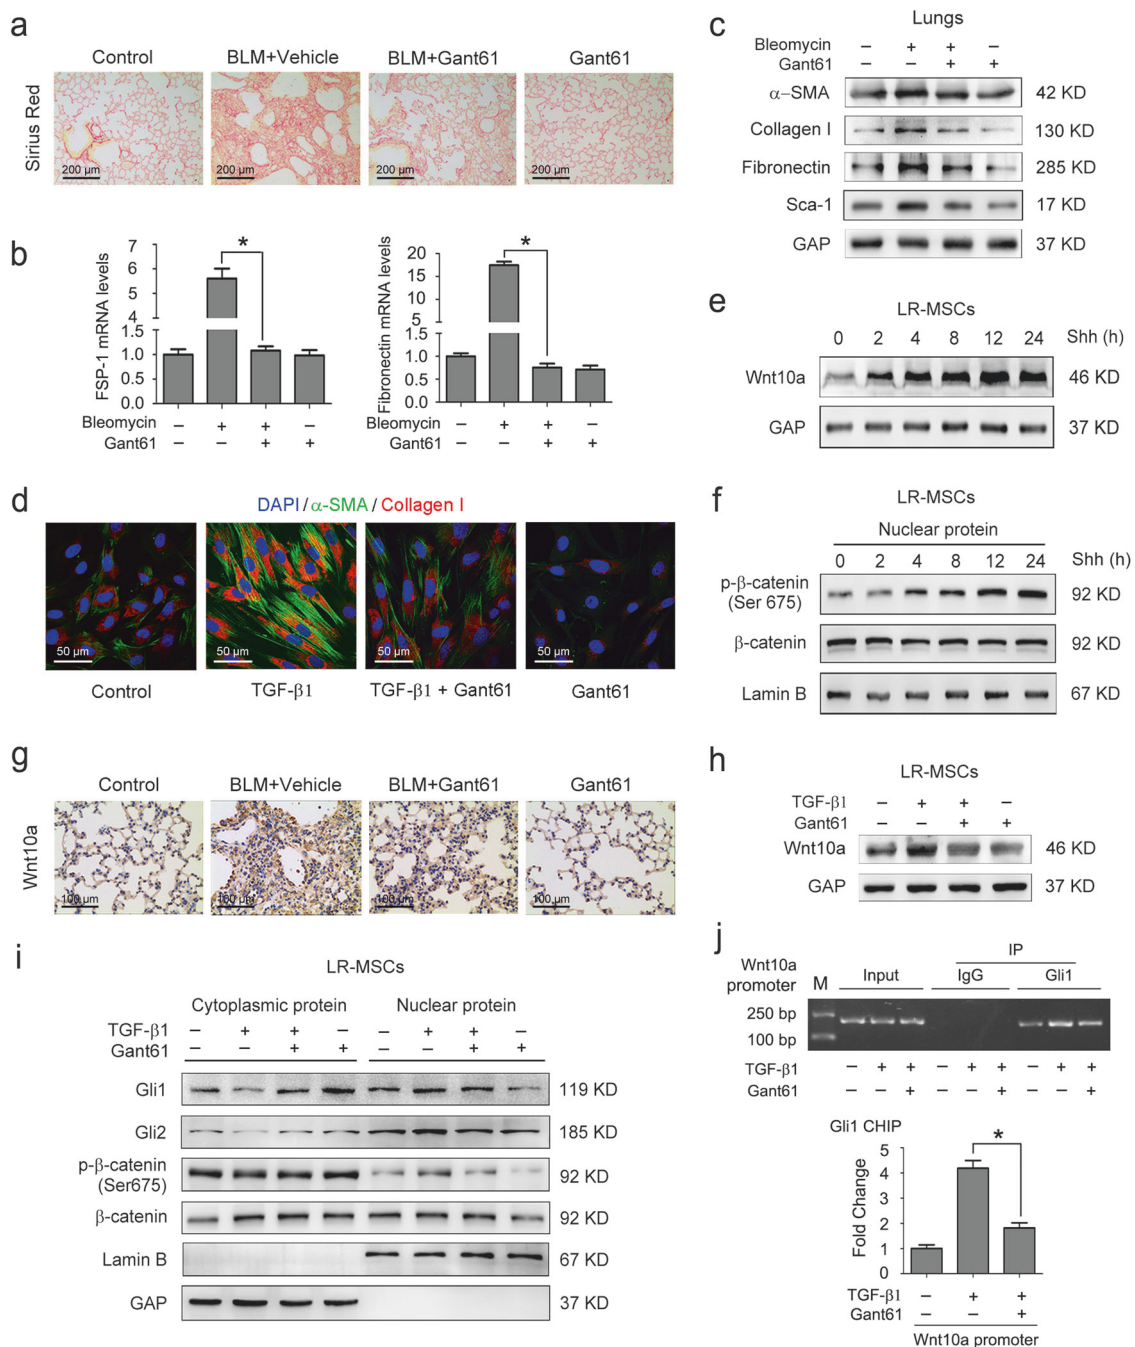 a
Control
BLM+Vehicle
BLM+Gant61
Gant61
Sirius Red
200 µm
200 µm
200 µm
200 µm
b
FSP-1 mRNA levels
7
6
5
4
1.5
1.0
0.5
0.0
*
Bleomycin − + + −
Gant61 − − + +
Fibronectin mRNA levels
20
15
10
5
1.5
1.0
0.5
0.0
*
Bleomycin − + + −
Gant61 − − + +
c
Lungs
Bleomycin − + + −
Gant61 − − + +
α−SMA 42 KD
Collagen I 130 KD
Fibronectin 285 KD
Sca-1 17 KD
GAP 37 KD
d
DAPI / α-SMA / Collagen I
50 µm
50 µm
50 µm
50 µm
Control
TGF-β1
TGF-β1 + Gant61
Gant61
e
LR-MSCs
0 2 4 8 12 24 Shh (h)
Wnt10a 46 KD
GAP 37 KD
f
LR-MSCs
Nuclear protein
0 2 4 8 12 24 Shh (h)
p-β-catenin
(Ser 675) 92 KD
β-catenin 92 KD
Lamin B 67 KD
g
Control
BLM+Vehicle
BLM+Gant61
Gant61
Wnt10a
100 µm
100 µm
100 µm
100 µm
h
LR-MSCs
TGF-β1 − + + −
Gant61 − − + +
Wnt10a 46 KD
GAP 37 KD
i
LR-MSCs
Cytoplasmic protein Nuclear protein
TGF-β1 − + + − − + + −
Gant61 − − + + − − + +
Gli1 119 KD
Gli2 185 KD
p-β-catenin
(Ser675) 92 KD
β-catenin 92 KD
Lamin B 67 KD
GAP 37 KD
j
IP
Wnt10a
promoter M Input IgG Gli1
250 bp
100 bp
TGF-β1 − + + − + + − + +
Gant61 − − + − − + − − +
Gli1 CHIP
Fold Change
5
4
3
2
1
0
*
TGF-β1 − + +
Gant61 − − +
Wnt10a promoter